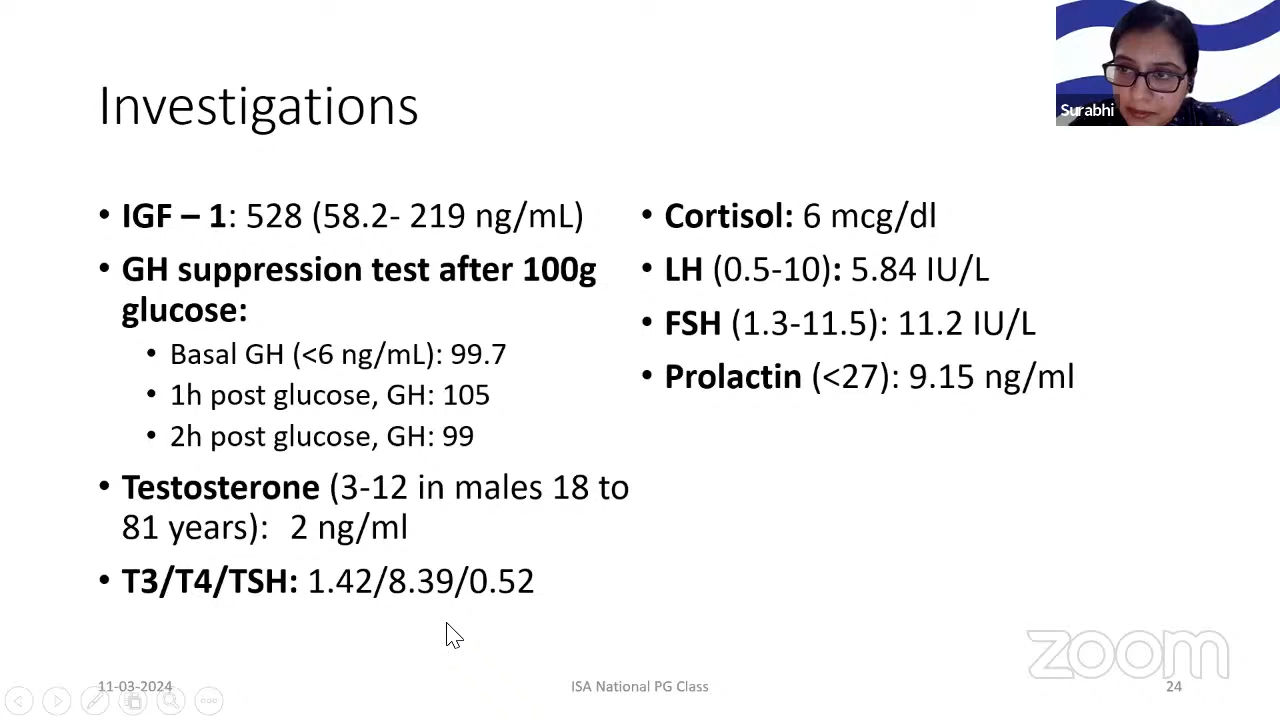 Surabhi
Investigations
• IGF – 1: 528 (58.2- 219 ng/mL)
• GH suppression test after 100g
glucose:
• Basal GH (<6 ng/mL): 99.7
• 1h post glucose, GH: 105
• 2h post glucose, GH: 99
• Testosterone (3-12 in males 18 to
81 years): 2 ng/ml
• T3/T4/TSH: 1.42/8.39/0.52
• Cortisol: 6 mcg/dl
• LH (0.5-10): 5.84 IU/L
• FSH (1.3-11.5): 11.2 IU/L
• Prolactin (<27): 9.15 ng/ml
zoom
11-03-2024
ISA National PG Class
24